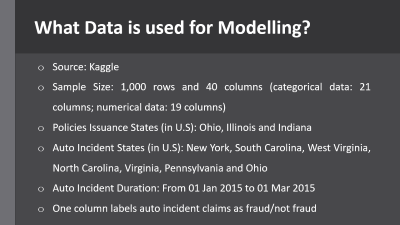 What Data is used for Modelling?
o Source: Kaggle
o Sample Size: 1,000 rows and 40 columns (categorical data: 21
columns; numerical data: 19 columns)
o Policies Issuance States (in U.S): Ohio, Illinois and Indiana
o Auto Incident States (in U.S): New York, South Carolina, West Virginia,
North Carolina, Virginia, Pennsylvania and Ohio
o Auto Incident Duration: From 01 Jan 2015 to 01 Mar 2015
o One column labels auto incident claims as fraud/not fraud